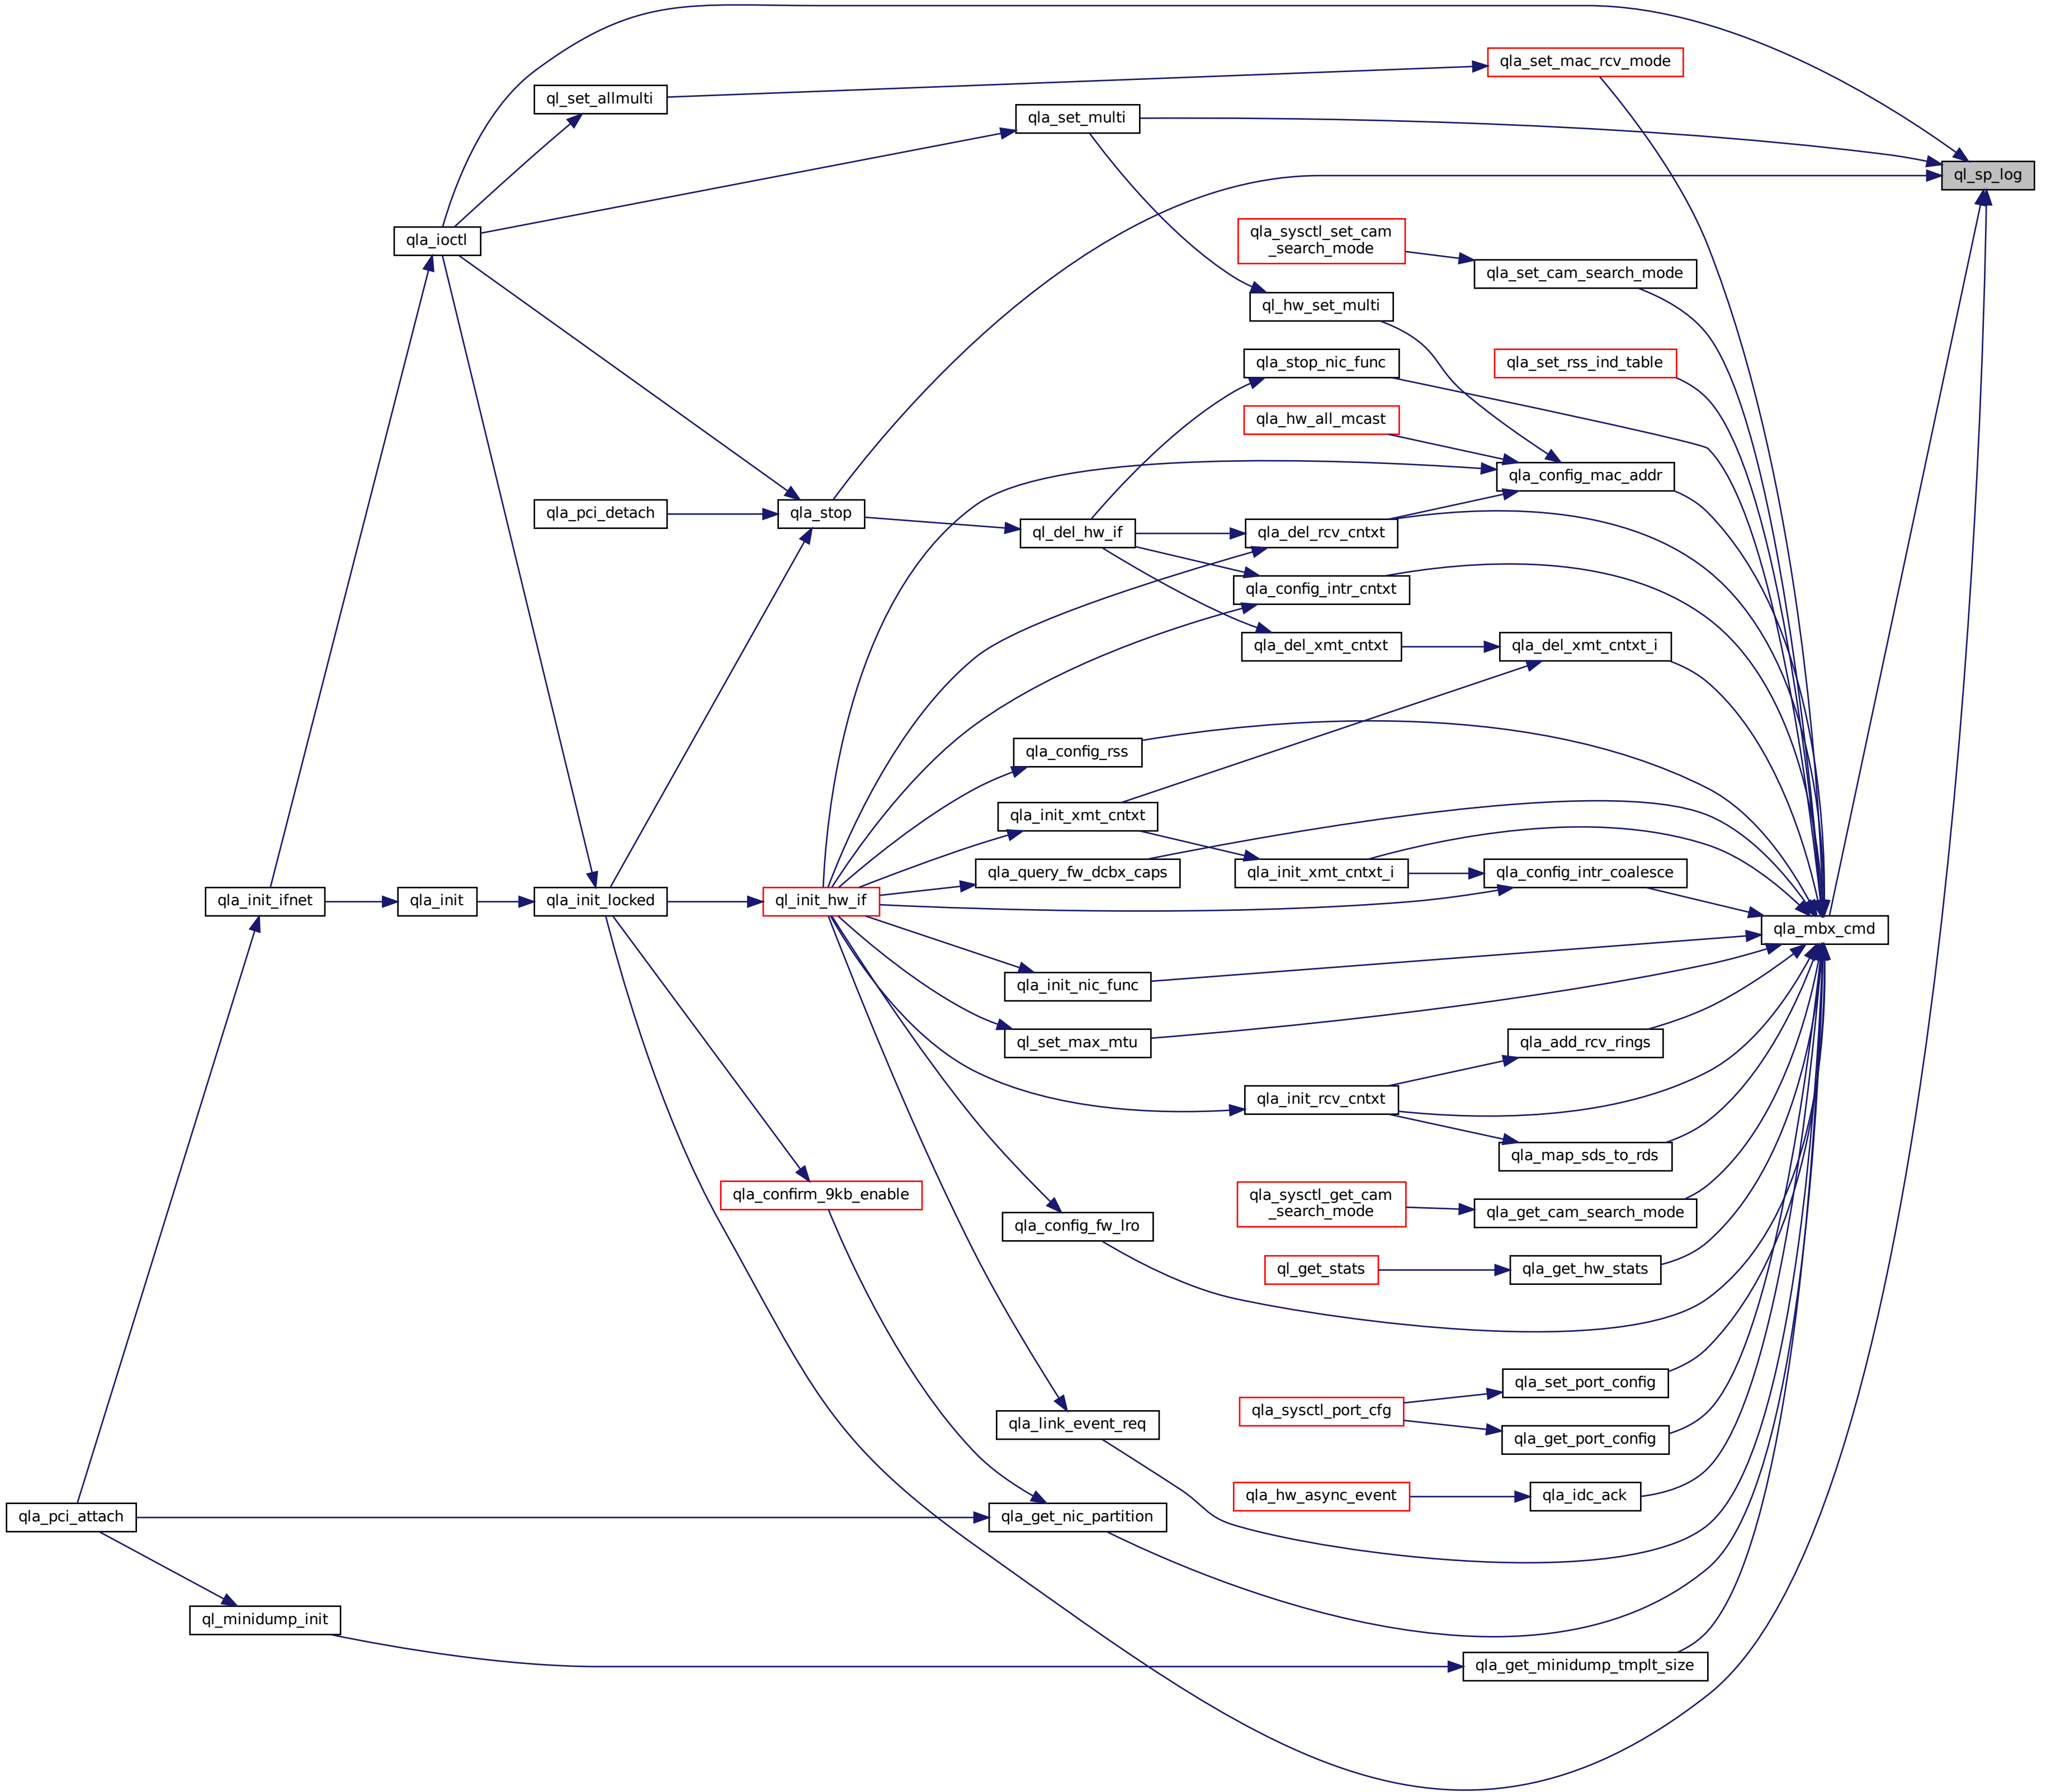 qla_set_mac_rcv_mode
ql_set_allmulti
qla_set_multi
ql_sp_log
qla_ioctl
qla_sysctl_set_cam
_search_mode
qla_set_cam_search_mode
ql_hw_set_multi
qla_stop_nic_func
qla_set_rss_ind_table
qla_hw_all_mcast
qla_config_mac_addr
qla_pci_detach
qla_stop
ql_del_hw_if
qla_del_rcv_cntxt
qla_config_intr_cntxt
qla_del_xmt_cntxt
qla_del_xmt_cntxt_i
qla_config_rss
qla_init_xmt_cntxt
qla_query_fw_dcbx_caps
qla_init_xmt_cntxt_i
qla_config_intr_coalesce
qla_init_ifnet
qla_init
qla_init_locked
ql_init_hw_if
qla_mbx_cmd
qla_init_nic_func
ql_set_max_mtu
qla_add_rcv_rings
qla_init_rcv_cntxt
qla_map_sds_to_rds
qla_confirm_9kb_enable
qla_sysctl_get_cam
_search_mode
qla_get_cam_search_mode
qla_config_fw_lro
ql_get_stats
qla_get_hw_stats
qla_set_port_config
qla_sysctl_port_cfg
qla_link_event_req
qla_get_port_config
qla_hw_async_event
qla_idc_ack
qla_pci_attach
qla_get_nic_partition
ql_minidump_init
qla_get_minidump_tmplt_size